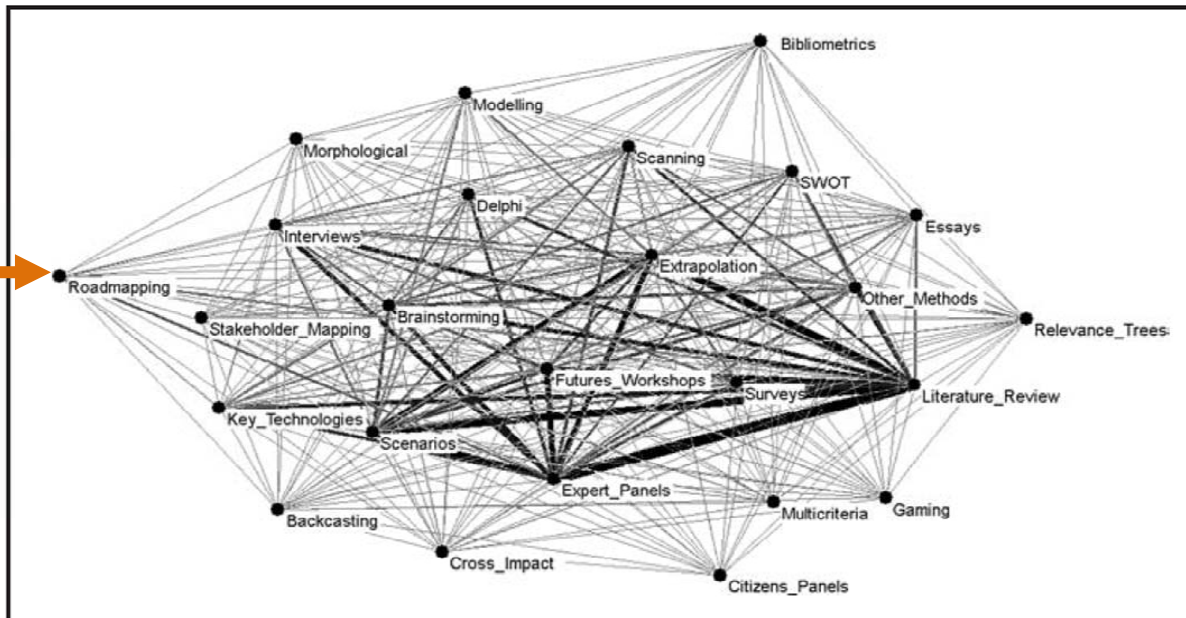 Bibliometrics
Modelling
Morphological
Scanning
SWOT
Delphi
Essays
Interviews
Extrapolation
Roadmapping
Other_Methods
Brainstorming
Stakeholder_Mapping
Relevance_Trees
Futures_Workshops
Surveys
Literature_Review
Key_Technologies
Scenarios
Expert_Panels
Multicriteria
Gaming
Backcasting
Cross_Impact
Citizens_Panels